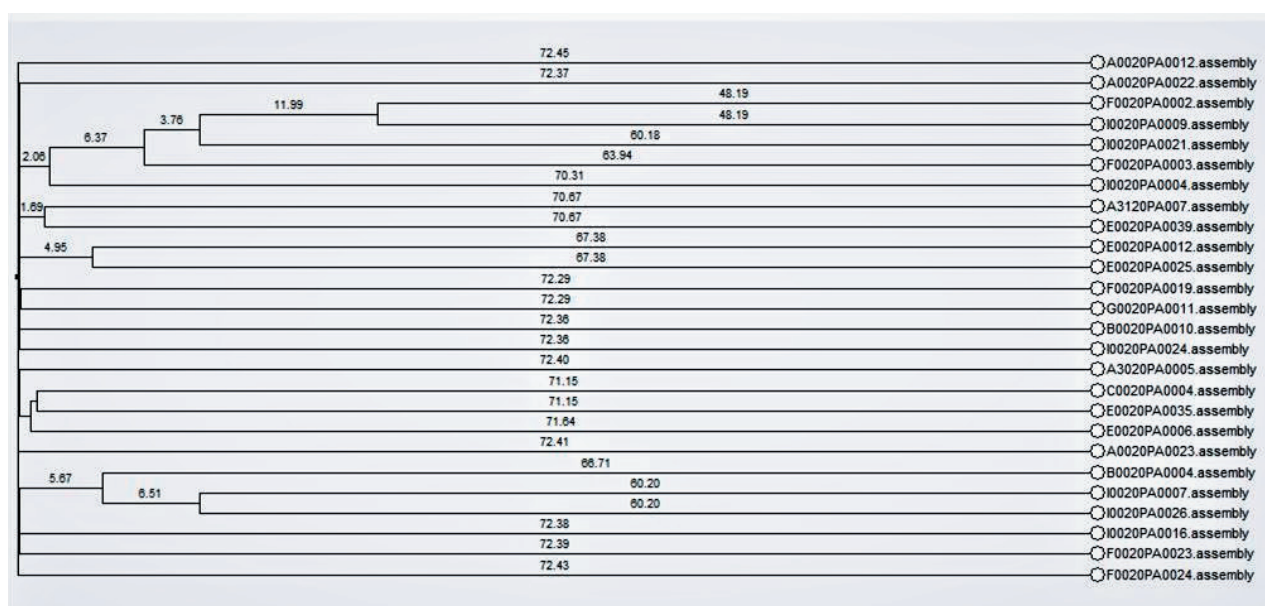 72.45
A0020PA0012.assembly
72.37
A0020PA0022.assembly
48.19
F0020PA0002.assembly
11.99
48.19
I0020PA0009.assembly
3.76
60.18
I0020PA0021.assembly
6.37
63.94
F0020PA0003.assembly
2.06
70.31
I0020PA0004.assembly
70.67
A3120PA007.assembly
1.69
70.67
E0020PA0039.assembly
67.38
E0020PA0012.assembly
4.95
67.38
E0020PA0025.assembly
72.29
F0020PA0019.assembly
72.29
G0020PA0011.assembly
72.36
B0020PA0010.assembly
72.36
I0020PA0024.assembly
72.40
A3020PA0005.assembly
71.15
C0020PA0004.assembly
71.15
E0020PA0035.assembly
71.64
E0020PA0006.assembly
72.41
A0020PA0023.assembly
66.71
B0020PA0004.assembly
5.67
60.20
I0020PA0007.assembly
6.51
60.20
I0020PA0026.assembly
72.38
I0020PA0016.assembly
72.39
F0020PA0023.assembly
72.43
F0020PA0024.assembly